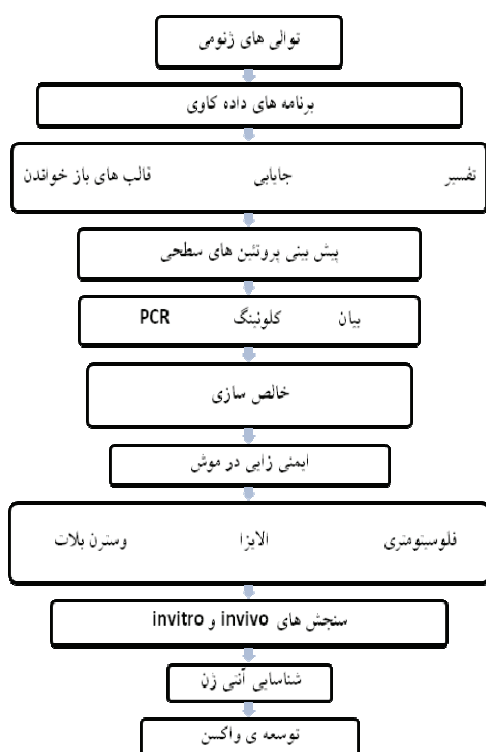 توالی های ژنومی
برنامه های داده کاوی
تفسیر جایابی قالب های باز خواندن
پیش بینی پروتئین های سطحی
بیان کلونینگ PCR
خالص سازی
ایمنی زایی در موش
فلوسیتومتری الایزا وسترن بلات
سنجش های invivo و invitro
شناسایی آنتی ژن
توسعه ی واکسن